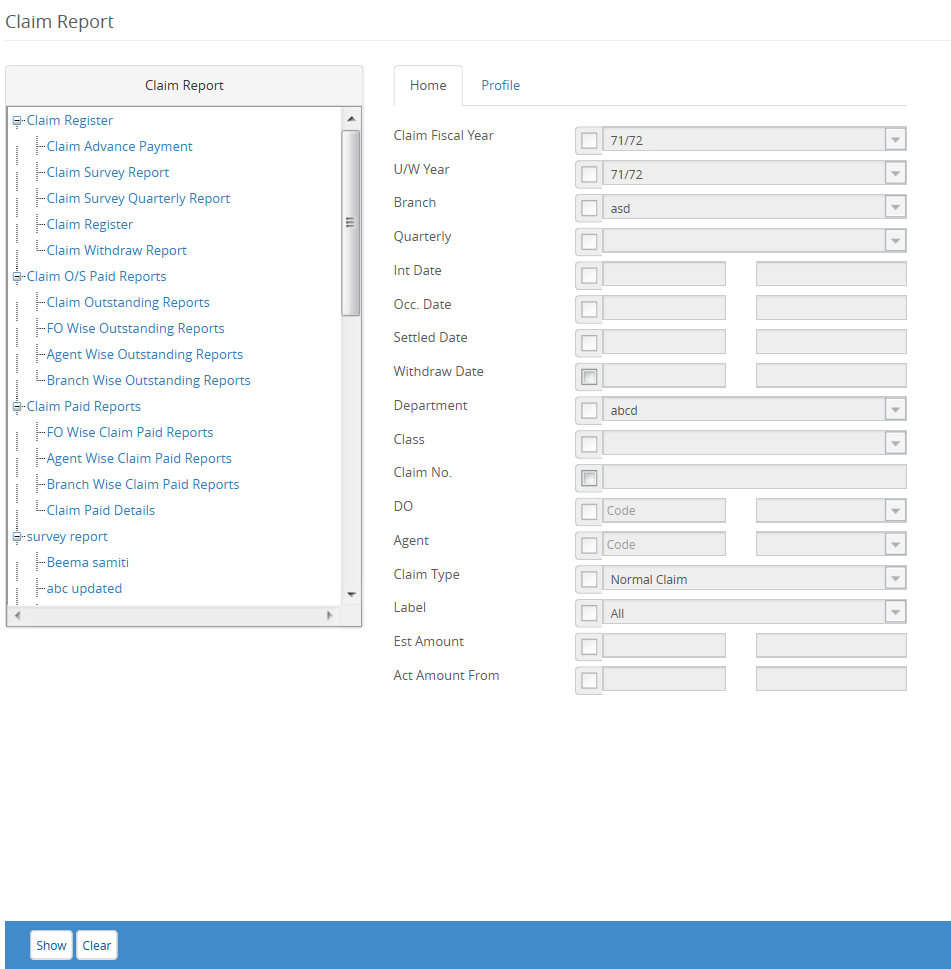 Claim Report
Claim Report
Claim Register
Claim Advance Payment
Claim Survey Report
Claim Survey Quarterly Report
Claim Register
Claim Withdraw Report
Claim O/S Paid Reports
Claim Outstanding Reports
FO Wise Outstanding Reports
Agent Wise Outstanding Reports
Branch Wise Outstanding Reports
Claim Paid Reports
FO Wise Claim Paid Reports
Agent Wise Claim Paid Reports
Branch Wise Claim Paid Reports
Claim Paid Details
survey report
Beema samiti
abc updated
Home Profile
Claim Fiscal Year 71/72
U/W Year 71/72
Branch asd
Quarterly
Int Date
Occ. Date
Settled Date
Withdraw Date
Department abcd
Class
Claim No.
DO Code
Agent Code
Claim Type Normal Claim
Label All
Est Amount
Act Amount From
Show Clear